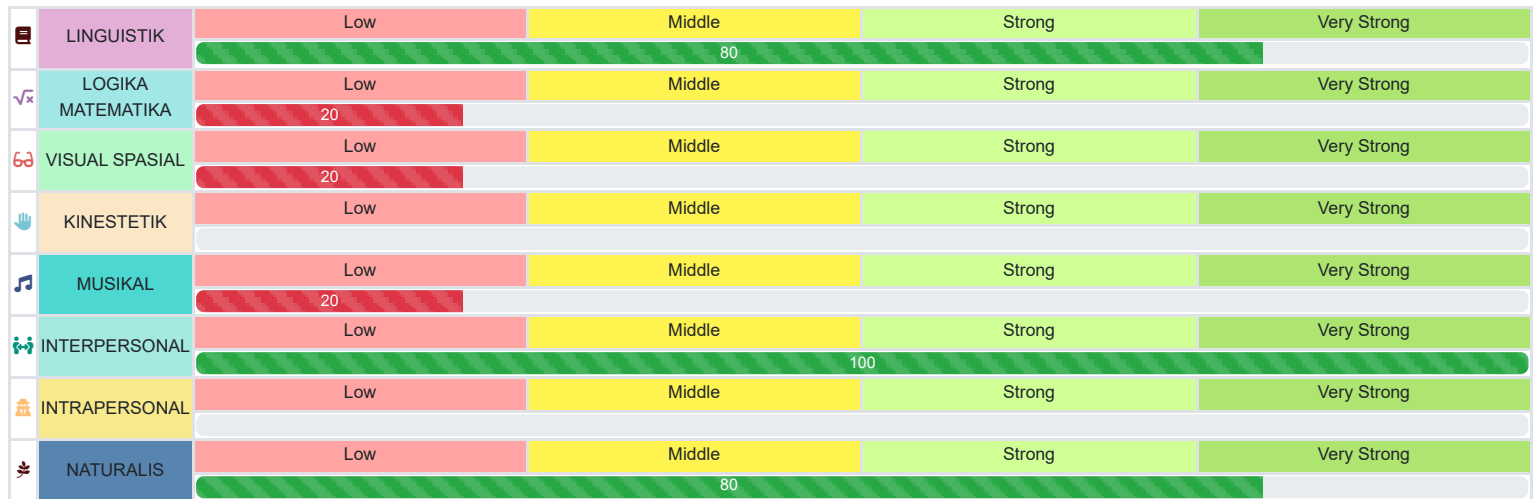 LINGUISTIK
Low Middle Strong Very Strong
80
LOGIKA
MATEMATIKA
Low Middle Strong Very Strong
20
VISUAL SPASIAL
Low Middle Strong Very Strong
20
KINESTETIK
Low Middle Strong Very Strong
MUSIKAL
Low Middle Strong Very Strong
20
INTERPERSONAL
Low Middle Strong Very Strong
100
INTRAPERSONAL
Low Middle Strong Very Strong
NATURALIS
Low Middle Strong Very Strong
80